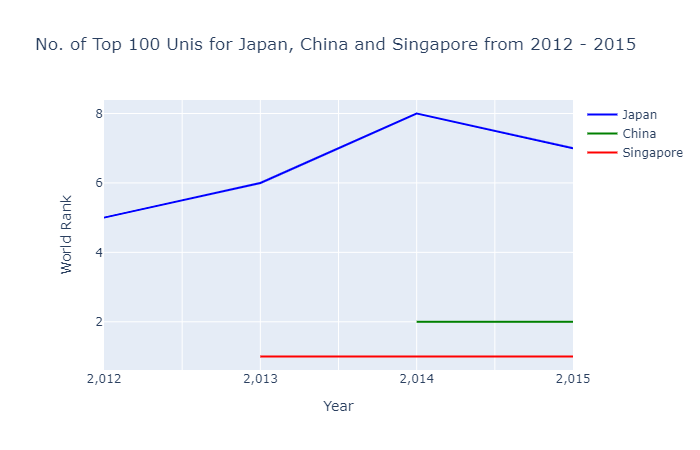 No. of Top 100 Unis for Japan, China and Singapore from 2012 - 2015
Japan
China
Singapore
World Rank
8
6
4
2
2,012
2,013
2,014
2,015
Year